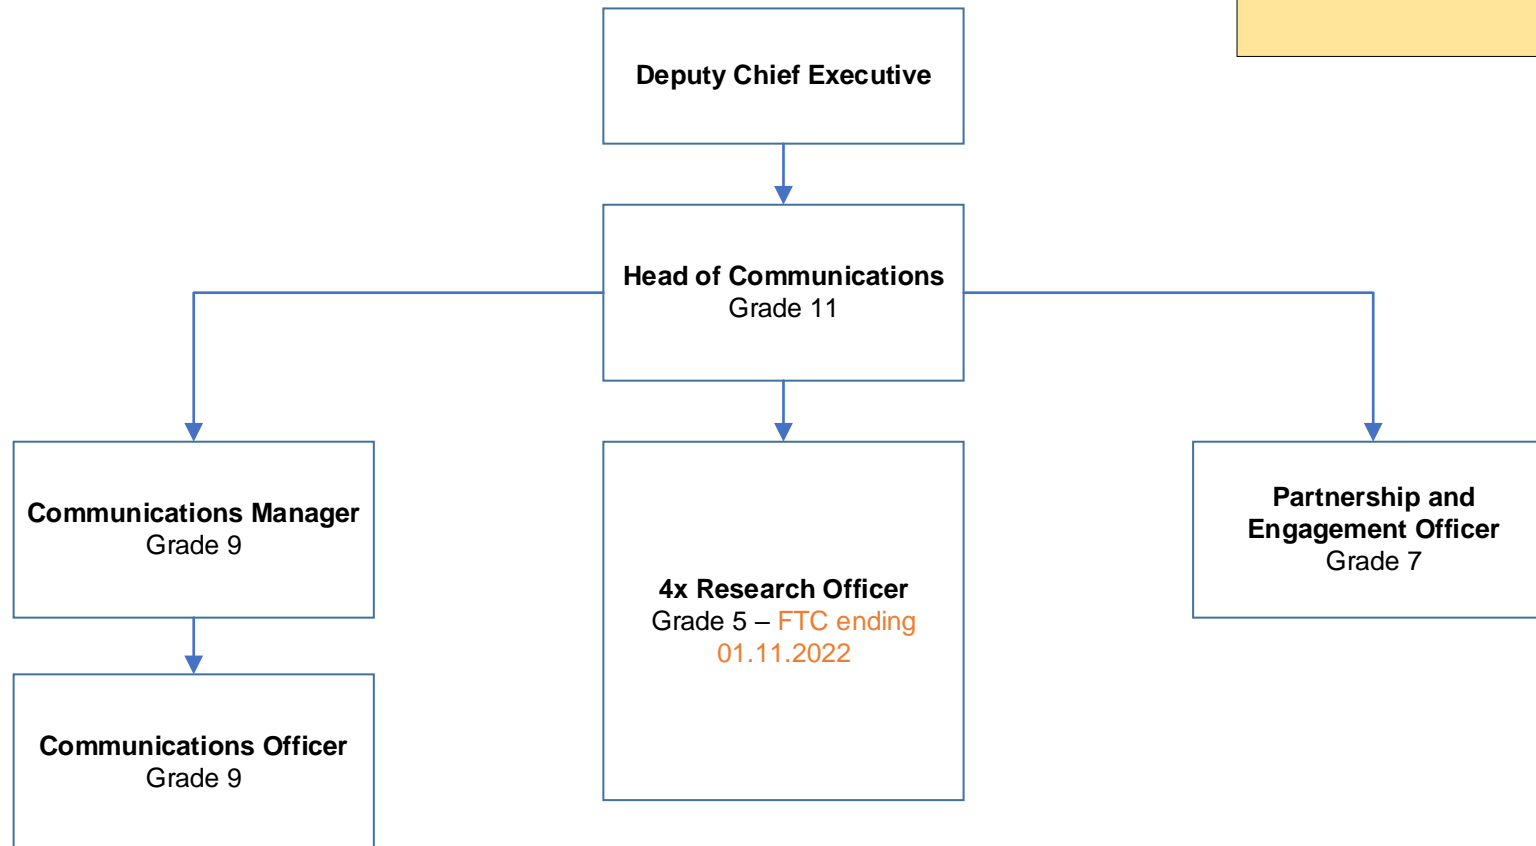 Deputy Chief Executive
Head of Communications
Grade 11
Communications Manager
Grade 9
4x Research Officer
Grade 5 – FTC ending
01.11.2022
Partnership and
Engagement Officer
Grade 7
Communications Officer
Grade 9